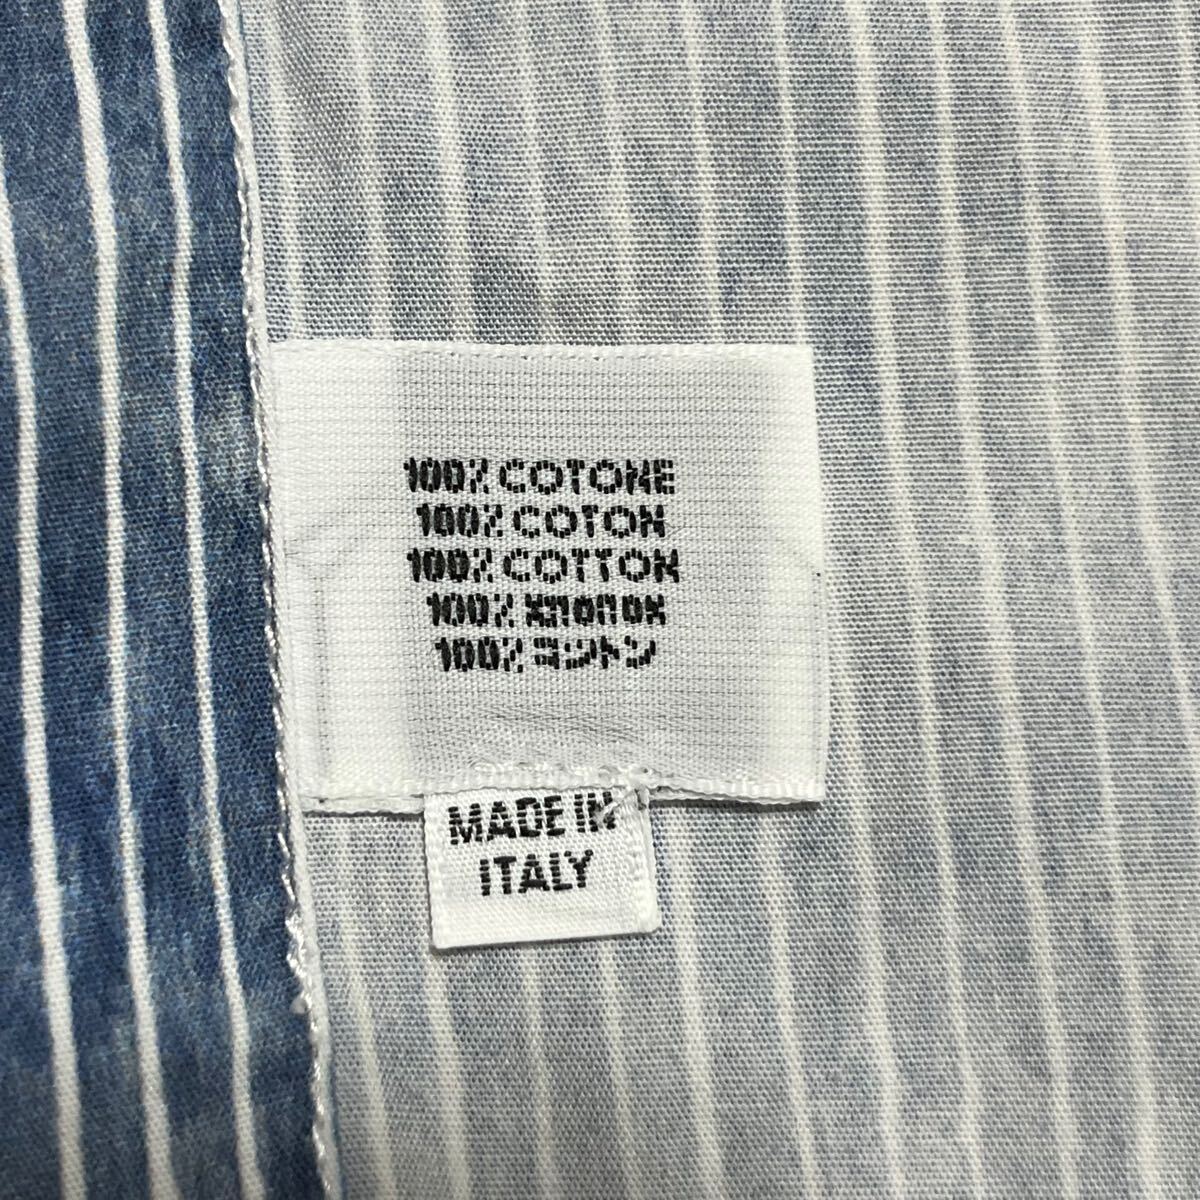 100% COTONE
100% COTON
100% COTTON
100% ХЛОПОК
100% コットン
MADE IN
ITALY